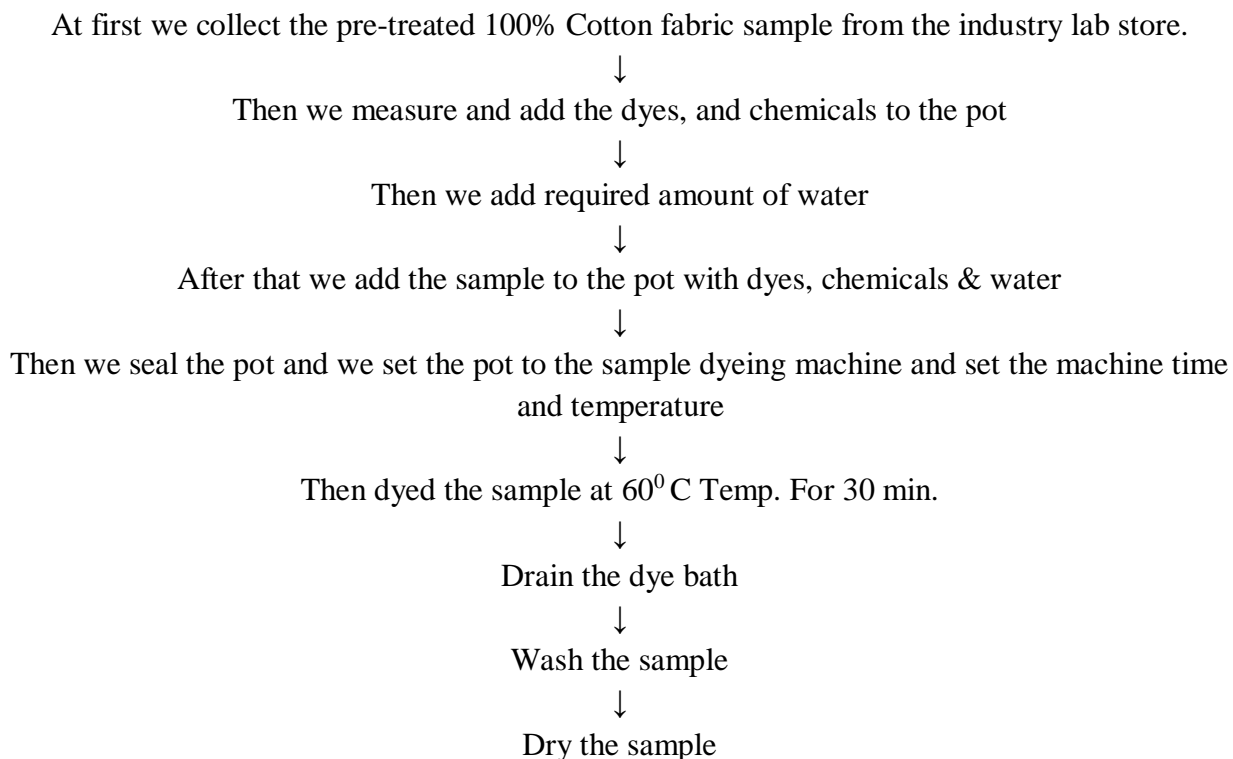 At first we collect the pre-treated 100% Cotton fabric sample from the industry lab store.
↓
Then we measure and add the dyes, and chemicals to the pot
↓
Then we add required amount of water
↓
After that we add the sample to the pot with dyes, chemicals & water
↓
Then we seal the pot and we set the pot to the sample dyeing machine and set the machine time
and temperature
↓
Then dyed the sample at 60⁰ C Temp. For 30 min.
↓
Drain the dye bath
↓
Wash the sample
↓
Dry the sample